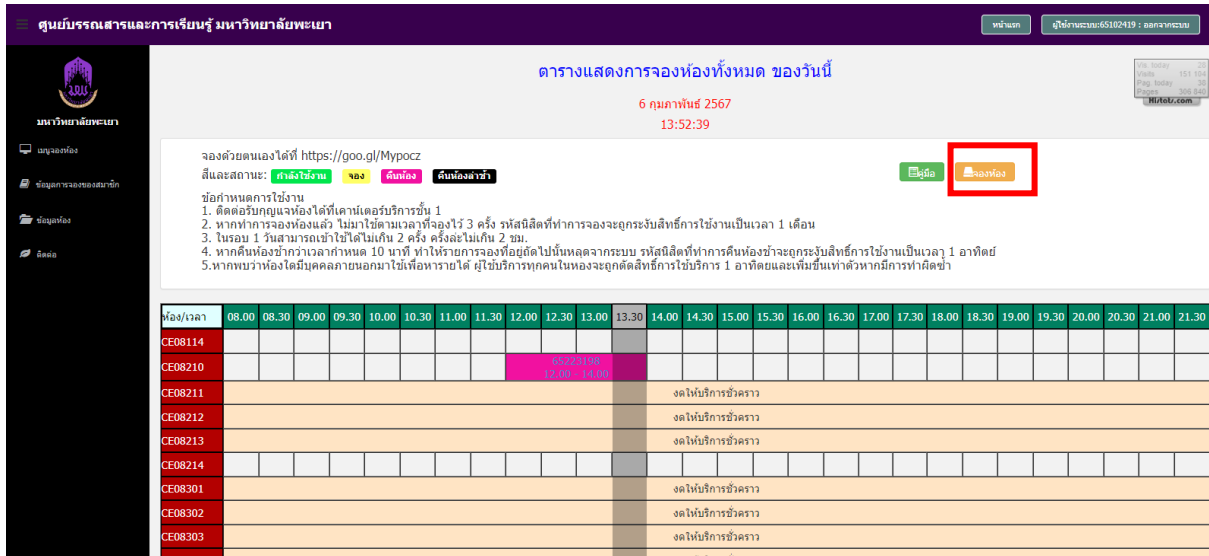 ศูนย์บรรณสารและการเรียนรู้ มหาวิทยาลัยพะเยา
หน้าแรก
ผู้ใช้งานระบบ:65102419 : ออกจากระบบ
มหาวิทยาลัยพะเยา
เมนูจองห้อง
ข้อมูลการจองของสมาชิก
ข้อมูลห้อง
ติดต่อ
ตารางแสดงการจองห้องทั้งหมด ของวันนี้
6 กุมภาพันธ์ 2567
13:52:39
Vis. today 28
Visits 151 104
Pag. today 38
Pages 306 840
Histats.com
จองด้วยตนเองได้ที่ https://goo.gl/Mypocz
สีและสถานะ: กำลังใช้งาน จอง คืนห้อง คืนห้องล่าช้า
คู่มือ
จองห้อง
ข้อกำหนดการใช้งาน
1. ติดต่อรับกุญแจห้องได้ที่เคาน์เตอร์บริการชั้น 1
2. หากทำการจองห้องแล้ว ไม่มาใช้ตามเวลาที่จองไว้ 3 ครั้ง รหัสนิสิตที่ทำการจองจะถูกระงับสิทธิ์การใช้งานเป็นเวลา 1 เดือน
3. ในรอบ 1 วันสามารถเข้าใช้ได้ไม่เกิน 2 ครั้ง ครั้งละไม่เกิน 2 ชม.
4. หากคืนห้องช้ากว่าเวลากำหนด 10 นาที ทำให้รายการจองที่อยู่ถัดไปนั้นหลุดจากระบบ รหัสนิสิตที่ทำการคืนห้องช้าจะถูกระงับสิทธิ์การใช้งานเป็นเวลา 1 อาทิตย์
5.หากพบว่าห้องใดมีบุคคลภายนอกมาใช้เพื่อหารายได้ ผู้ใช้บริการทุกคนในห้องจะถูกตัดสิทธิ์การใช้บริการ 1 อาทิตย์และเพิ่มขึ้นเท่าตัวหากมีการทำผิดซ้ำ
ห้อง/เวลา 08.00 08.30 09.00 09.30 10.00 10.30 11.00 11.30 12.00 12.30 13.00 13.30 14.00 14.30 15.00 15.30 16.00 16.30 17.00 17.30 18.00 18.30 19.00 19.30 20.00 20.30 21.00 21.30
CE08114
CE08210 65223198
12.00 - 14.00
CE08211 งดให้บริการชั่วคราว
CE08212 งดให้บริการชั่วคราว
CE08213 งดให้บริการชั่วคราว
CE08214
CE08301 งดให้บริการชั่วคราว
CE08302 งดให้บริการชั่วคราว
CE08303 งดให้บริการชั่วคราว